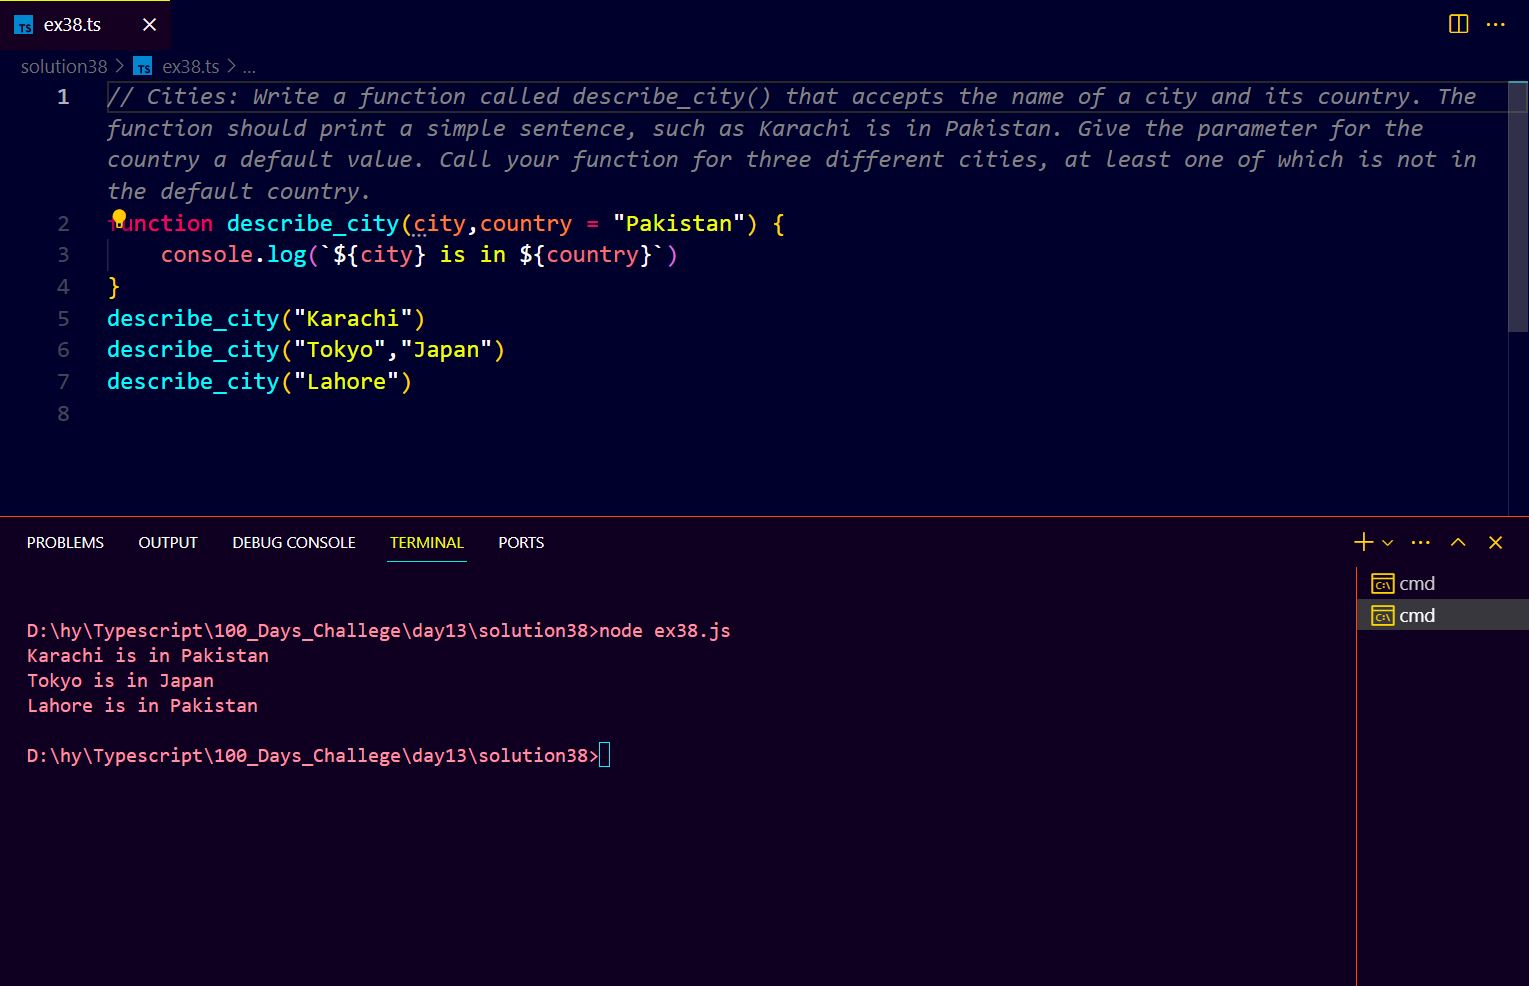 TS ex38.ts
solution38 > TS ex38.ts > ...
1 // Cities: Write a function called describe_city() that accepts the name of a city and its country. The
function should print a simple sentence, such as Karachi is in Pakistan. Give the parameter for the
country a default value. Call your function for three different cities, at least one of which is not in
the default country.
2 function describe_city(city,country = "Pakistan") {
3 console.log(`${city} is in ${country}`)
4 }
5 describe_city("Karachi")
6 describe_city("Tokyo","Japan")
7 describe_city("Lahore")
8
PROBLEMS OUTPUT DEBUG CONSOLE TERMINAL PORTS
cmd
cmd
D:\hy\Typescript\100_Days_Challege\day13\solution38>node ex38.js
Karachi is in Pakistan
Tokyo is in Japan
Lahore is in Pakistan
D:\hy\Typescript\100_Days_Challege\day13\solution38>